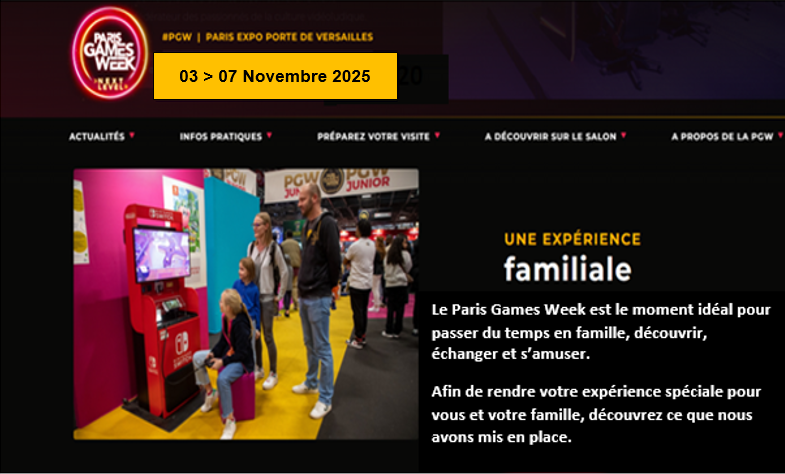 PARIS
GAMES
WEEK
NEXT
LEVEL
#PGW | PARIS EXPO PORTE DE VERSAILLES
03 > 07 Novembre 2025
20
ACTUALITÉS
INFOS PRATIQUES
PRÉPAREZ VOTRE VISITE
A DÉCOUVRIR SUR LE SALON
A PROPOS DE LA PGW
PGW PGW
JUNIOR JUNIOR
UNE EXPÉRIENCE
familiale
Le Paris Games Week est le moment idéal pour
passer du temps en famille, découvrir,
échanger et s’amuser.
Afin de rendre votre expérience spéciale pour
vous et votre famille, découvrez ce que nous
avons mis en place.